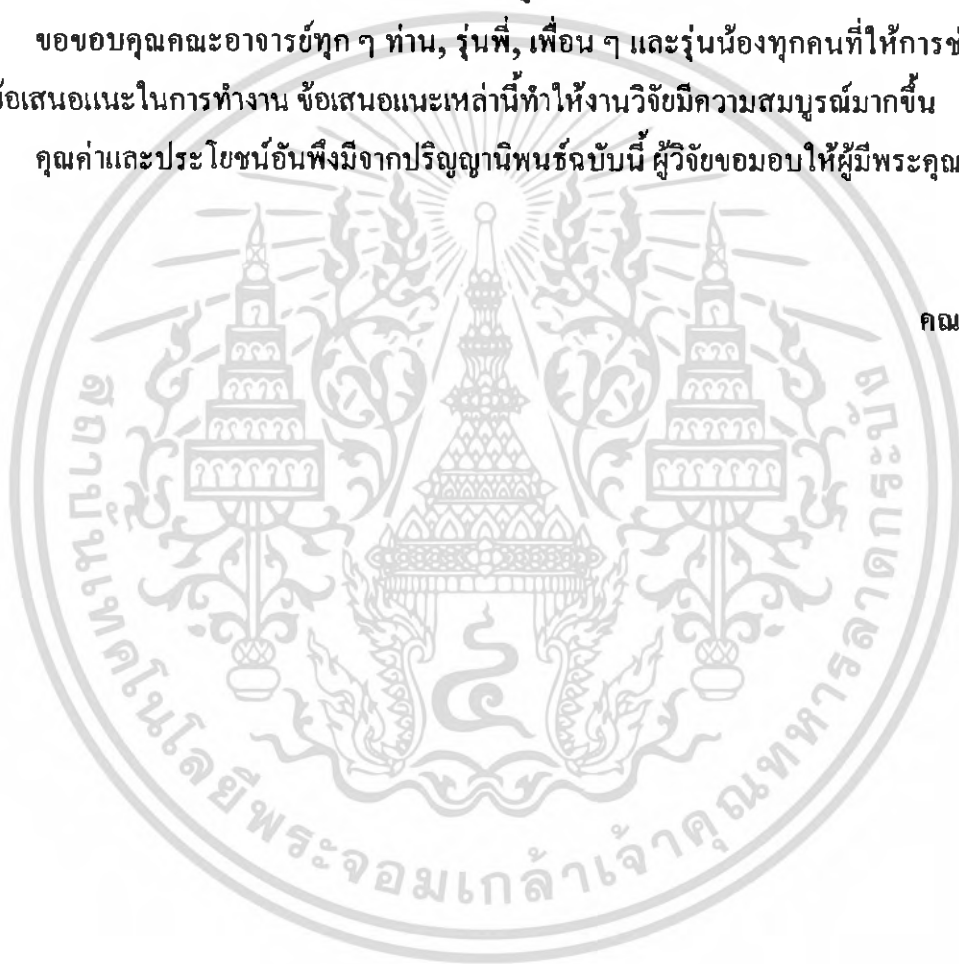 ขอขอบคุณคณะอาจารย์ทุก ๆ ท่าน, รุ่นพี่, เพื่อน ๆ และรุ่นน้องทุกคนที่ให้การ
ข้อเสนอแนะในการทำงาน ข้อเสนอแนะเหล่านี้ทำให้งานวิจัยมีความสมบูรณ์มากขึ้น
คุณค่าและประโยชน์อันพึงมีจากปริญญานิพนธ์ฉบับนี้ ผู้วิจัยขอมอบให้ผู้มีพระคุณ
คณ
สถาบันเทคโนโลยีพระจอมเกล้าเจ้าคุณทหารลาดกระบัง
๔